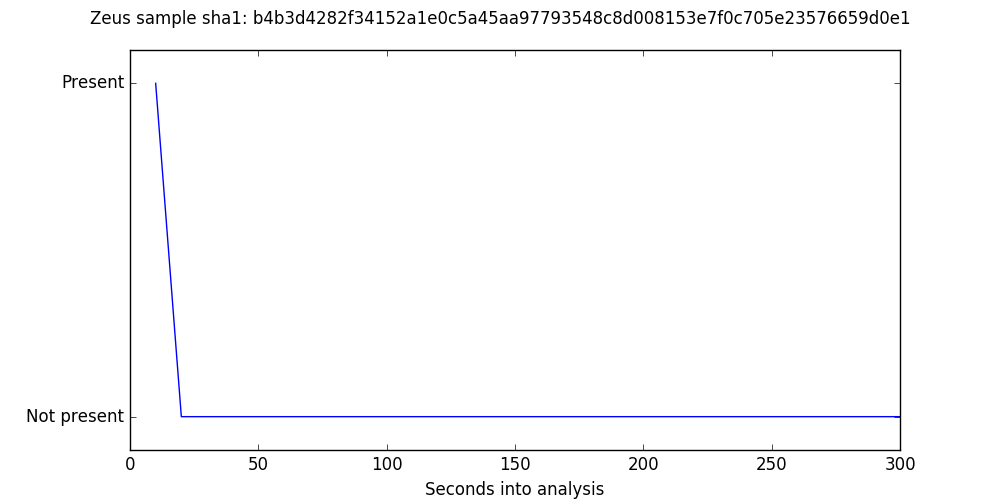 Zeus sample sha1: b4b3d4282f34152a1e0c5a45aa97793548c8d008153e7f0c705e23576659d0e1
Present
Not present
0 50 100 150 200 250 300
Seconds into analysis